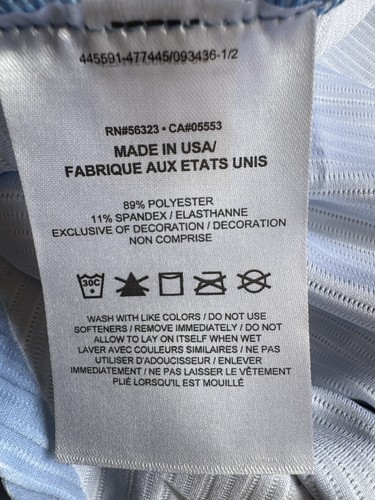 445591-477445/093436-1/2
RN#56323 • CA#05553
MADE IN USA/
FABRIQUE AUX ETATS UNIS
89% POLYESTER
11% SPANDEX / ELASTHANNE
EXCLUSIVE OF DECORATION / DECORATION
NON COMPRISE
30C
WASH WITH LIKE COLORS / DO NOT USE
SOFTENERS / REMOVE IMMEDIATELY / DO NOT
ALLOW TO LAY ON ITSELF WHEN WET
LAVER AVEC COULEURS SIMILAIRES / NE PAS
UTILISER D'ADOUCISSEUR / ENLEVER
IMMEDIATEMENT / NE PAS LAISSER LE VÊTEMENT
PLIÉ LORSQU'IL EST MOUILLÉ